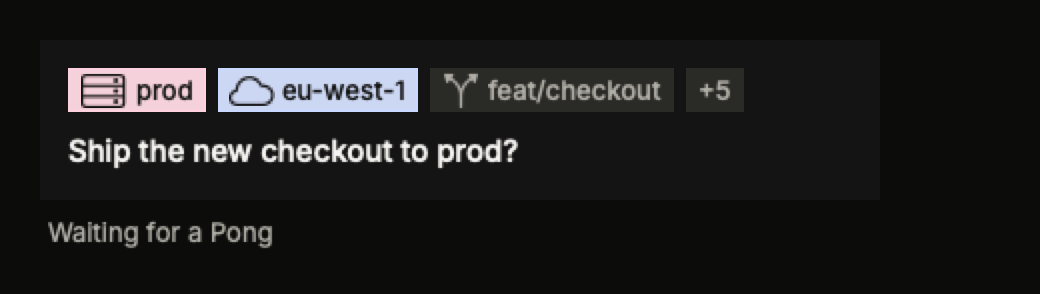 prod eu-west-1 feat/checkout +5
Ship the new checkout to prod?
Waiting for a Pong